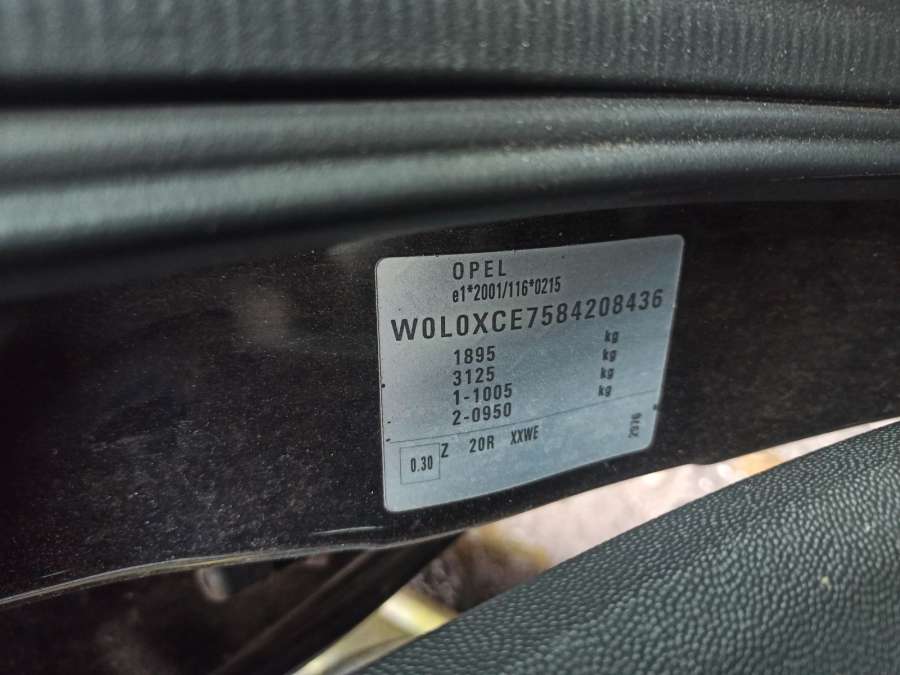 OPEL
e1*2001/116*0215
W0L0XCE7584208436
1895 kg
3125 kg
1-1005 kg
2-0950 kg
0.30 Z 20R XXWE
2976